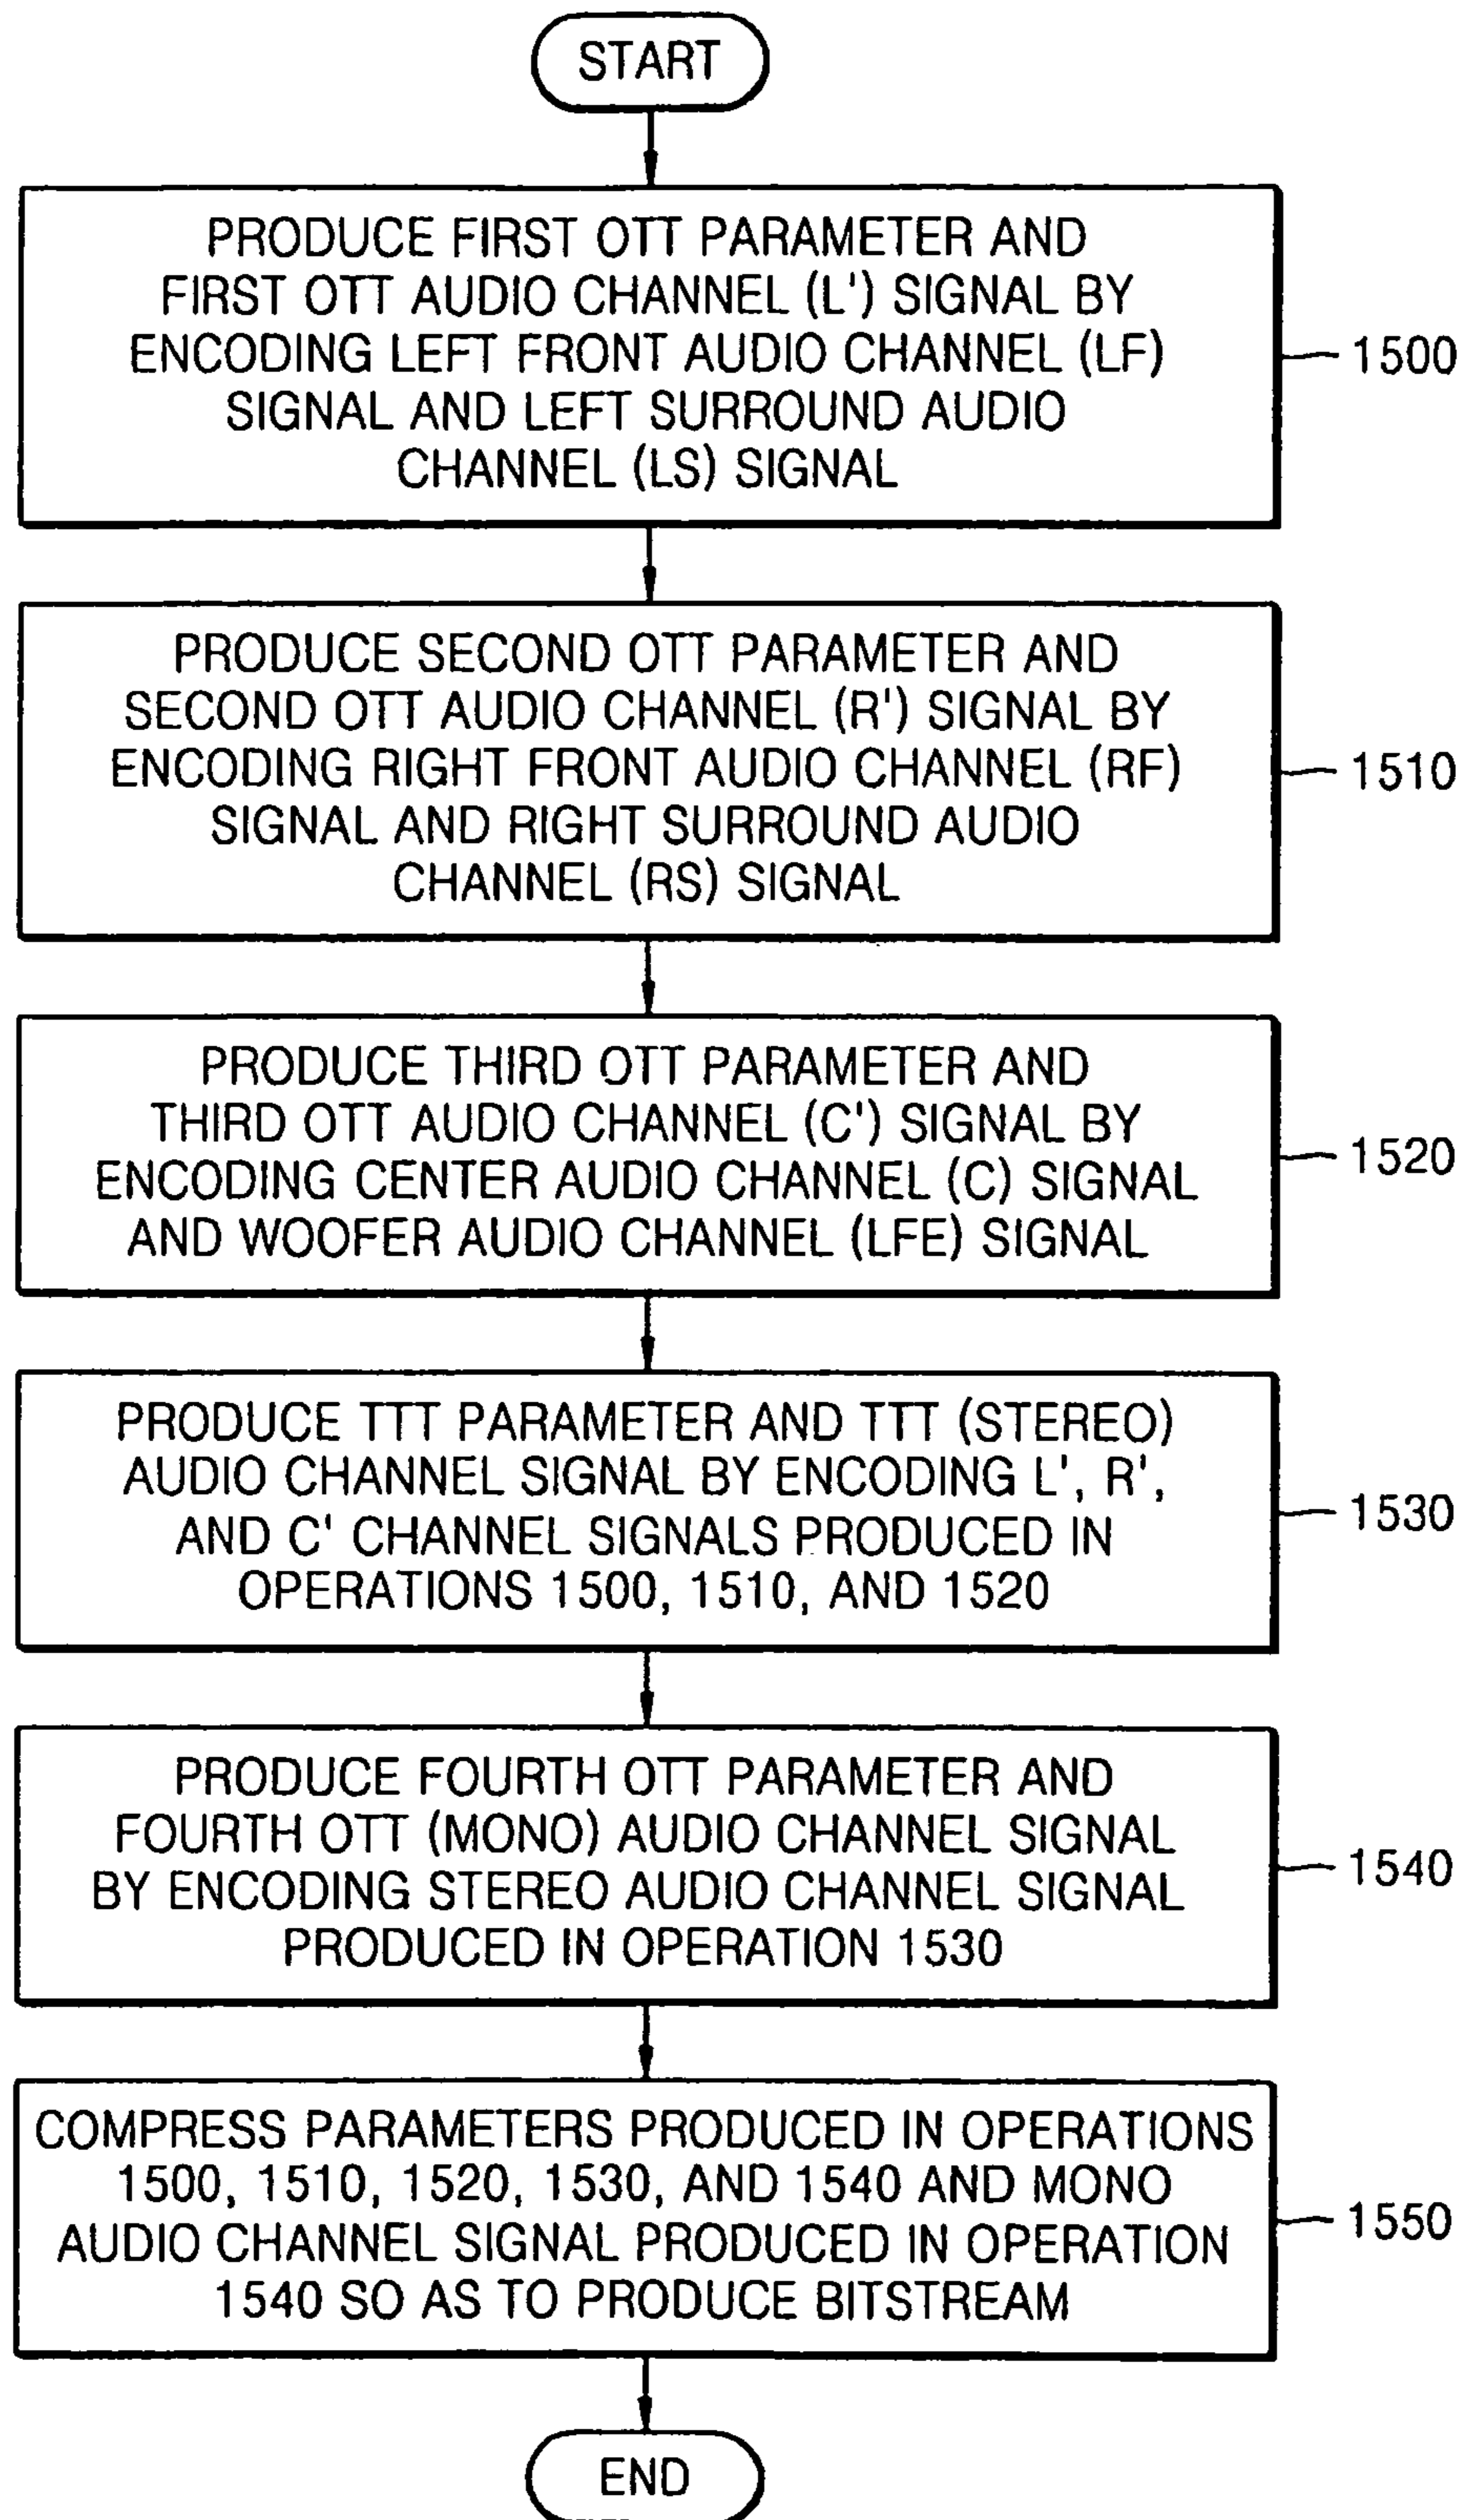 START
PRODUCE FIRST OTT PARAMETER AND
FIRST OTT AUDIO CHANNEL (L') SIGNAL BY
ENCODING LEFT FRONT AUDIO CHANNEL (LF)
SIGNAL AND LEFT SURROUND AUDIO
CHANNEL (LS) SIGNAL
1500
PRODUCE SECOND OTT PARAMETER AND
SECOND OTT AUDIO CHANNEL (R') SIGNAL BY
ENCODING RIGHT FRONT AUDIO CHANNEL (RF)
SIGNAL AND RIGHT SURROUND AUDIO
CHANNEL (RS) SIGNAL
1510
PRODUCE THIRD OTT PARAMETER AND
THIRD OTT AUDIO CHANNEL (C') SIGNAL BY
ENCODING CENTER AUDIO CHANNEL (C) SIGNAL
AND WOOFER AUDIO CHANNEL (LFE) SIGNAL
1520
PRODUCE TTT PARAMETER AND TTT (STEREO)
AUDIO CHANNEL SIGNAL BY ENCODING L', R',
AND C' CHANNEL SIGNALS PRODUCED IN
OPERATIONS 1500, 1510, AND 1520
1530
PRODUCE FOURTH OTT PARAMETER AND
FOURTH OTT (MONO) AUDIO CHANNEL SIGNAL
BY ENCODING STEREO AUDIO CHANNEL SIGNAL
PRODUCED IN OPERATION 1530
1540
COMPRESS PARAMETERS PRODUCED IN OPERATIONS
1500, 1510, 1520, 1530, AND 1540 AND MONO
AUDIO CHANNEL SIGNAL PRODUCED IN OPERATION
1540 SO AS TO PRODUCE BITSTREAM
1550
END